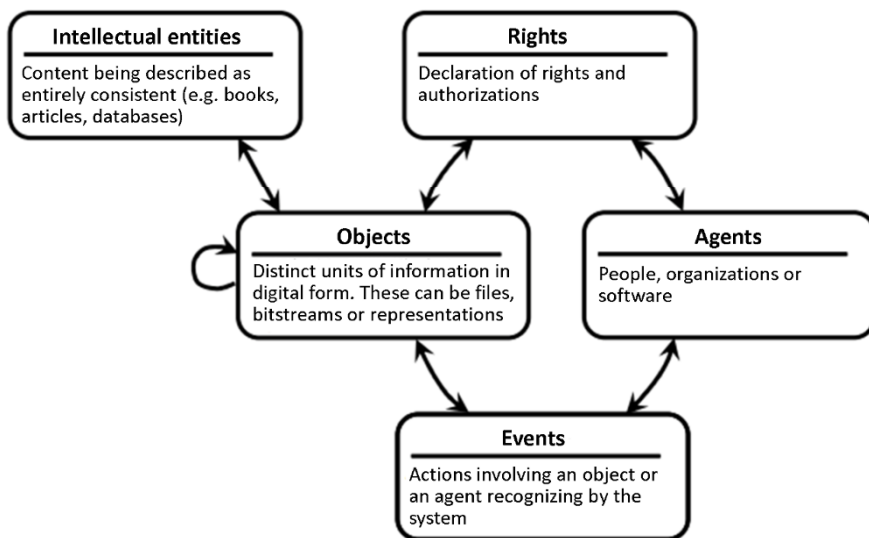 Intellectual entities
Content being described as
entirely consistent (e.g. books,
articles, databases)
Rights
Declaration of rights and
authorizations
Objects
Distinct units of information in
digital form. These can be files,
bitstreams or representations
Agents
People, organizations or
software
Events
Actions involving an object or
an agent recognizing by the
system